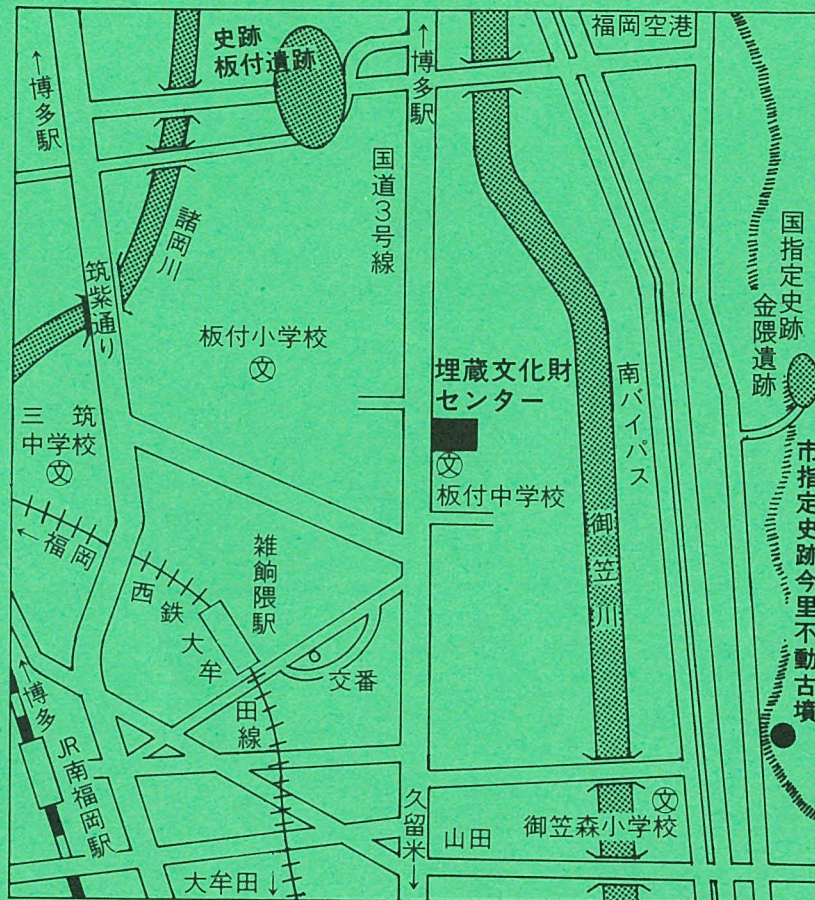 史跡
板付遺跡
↑博多駅
↑博多駅
福岡空港
国道3号線
諸岡川
筑紫通り
板付小学校
文
国指定史跡
金隈遺跡
埋蔵文化財
センター
文
板付中学校
南バイパス
三筑
中学校
文
←福岡
西鉄大牟田線
雑餉隈駅
御笠川
市指定史跡今里不動古墳
交番
↑博多
JR南福岡駅
久留米↓
山田
文
御笠森小学校
大牟田↓